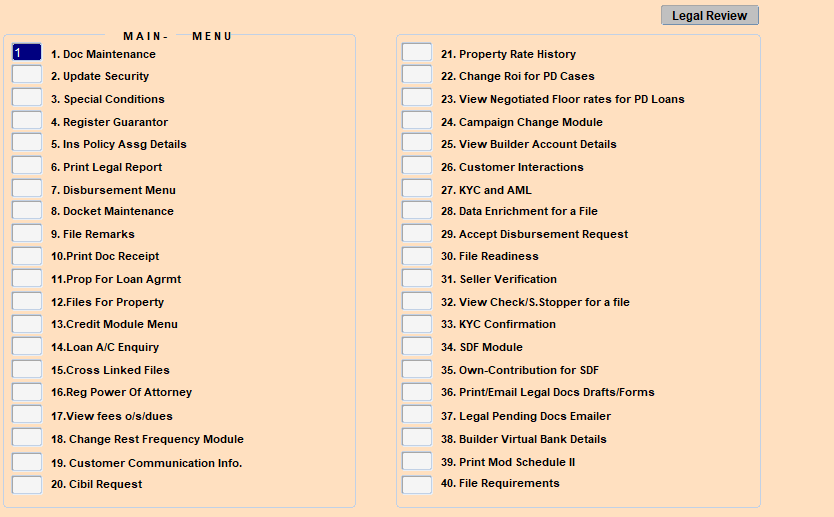 Legal Review
MAIN- MENU
1
1. Doc Maintenance
2. Update Security
3. Special Conditions
4. Register Guarantor
5. Ins Policy Assg Details
6. Print Legal Report
7. Disbursement Menu
8. Docket Maintenance
9. File Remarks
10.Print Doc Receipt
11.Prop For Loan Agrmt
12.Files For Property
13.Credit Module Menu
14.Loan A/C Enquiry
15.Cross Linked Files
16.Reg Power Of Attorney
17.View fees o/s/dues
18. Change Rest Frequency Module
19. Customer Communication Info.
20. Cibil Request
21. Property Rate History
22. Change Roi for PD Cases
23. View Negotiated Floor rates for PD Loans
24. Campaign Change Module
25. View Builder Account Details
26. Customer Interactions
27. KYC and AML
28. Data Enrichment for a File
29. Accept Disbursement Request
30. File Readiness
31. Seller Verification
32. View Check/S.Stopper for a file
33. KYC Confirmation
34. SDF Module
35. Own-Contribution for SDF
36. Print/Email Legal Docs Drafts/Forms
37. Legal Pending Docs Emailer
38. Builder Virtual Bank Details
39. Print Mod Schedule II
40. File Requirements